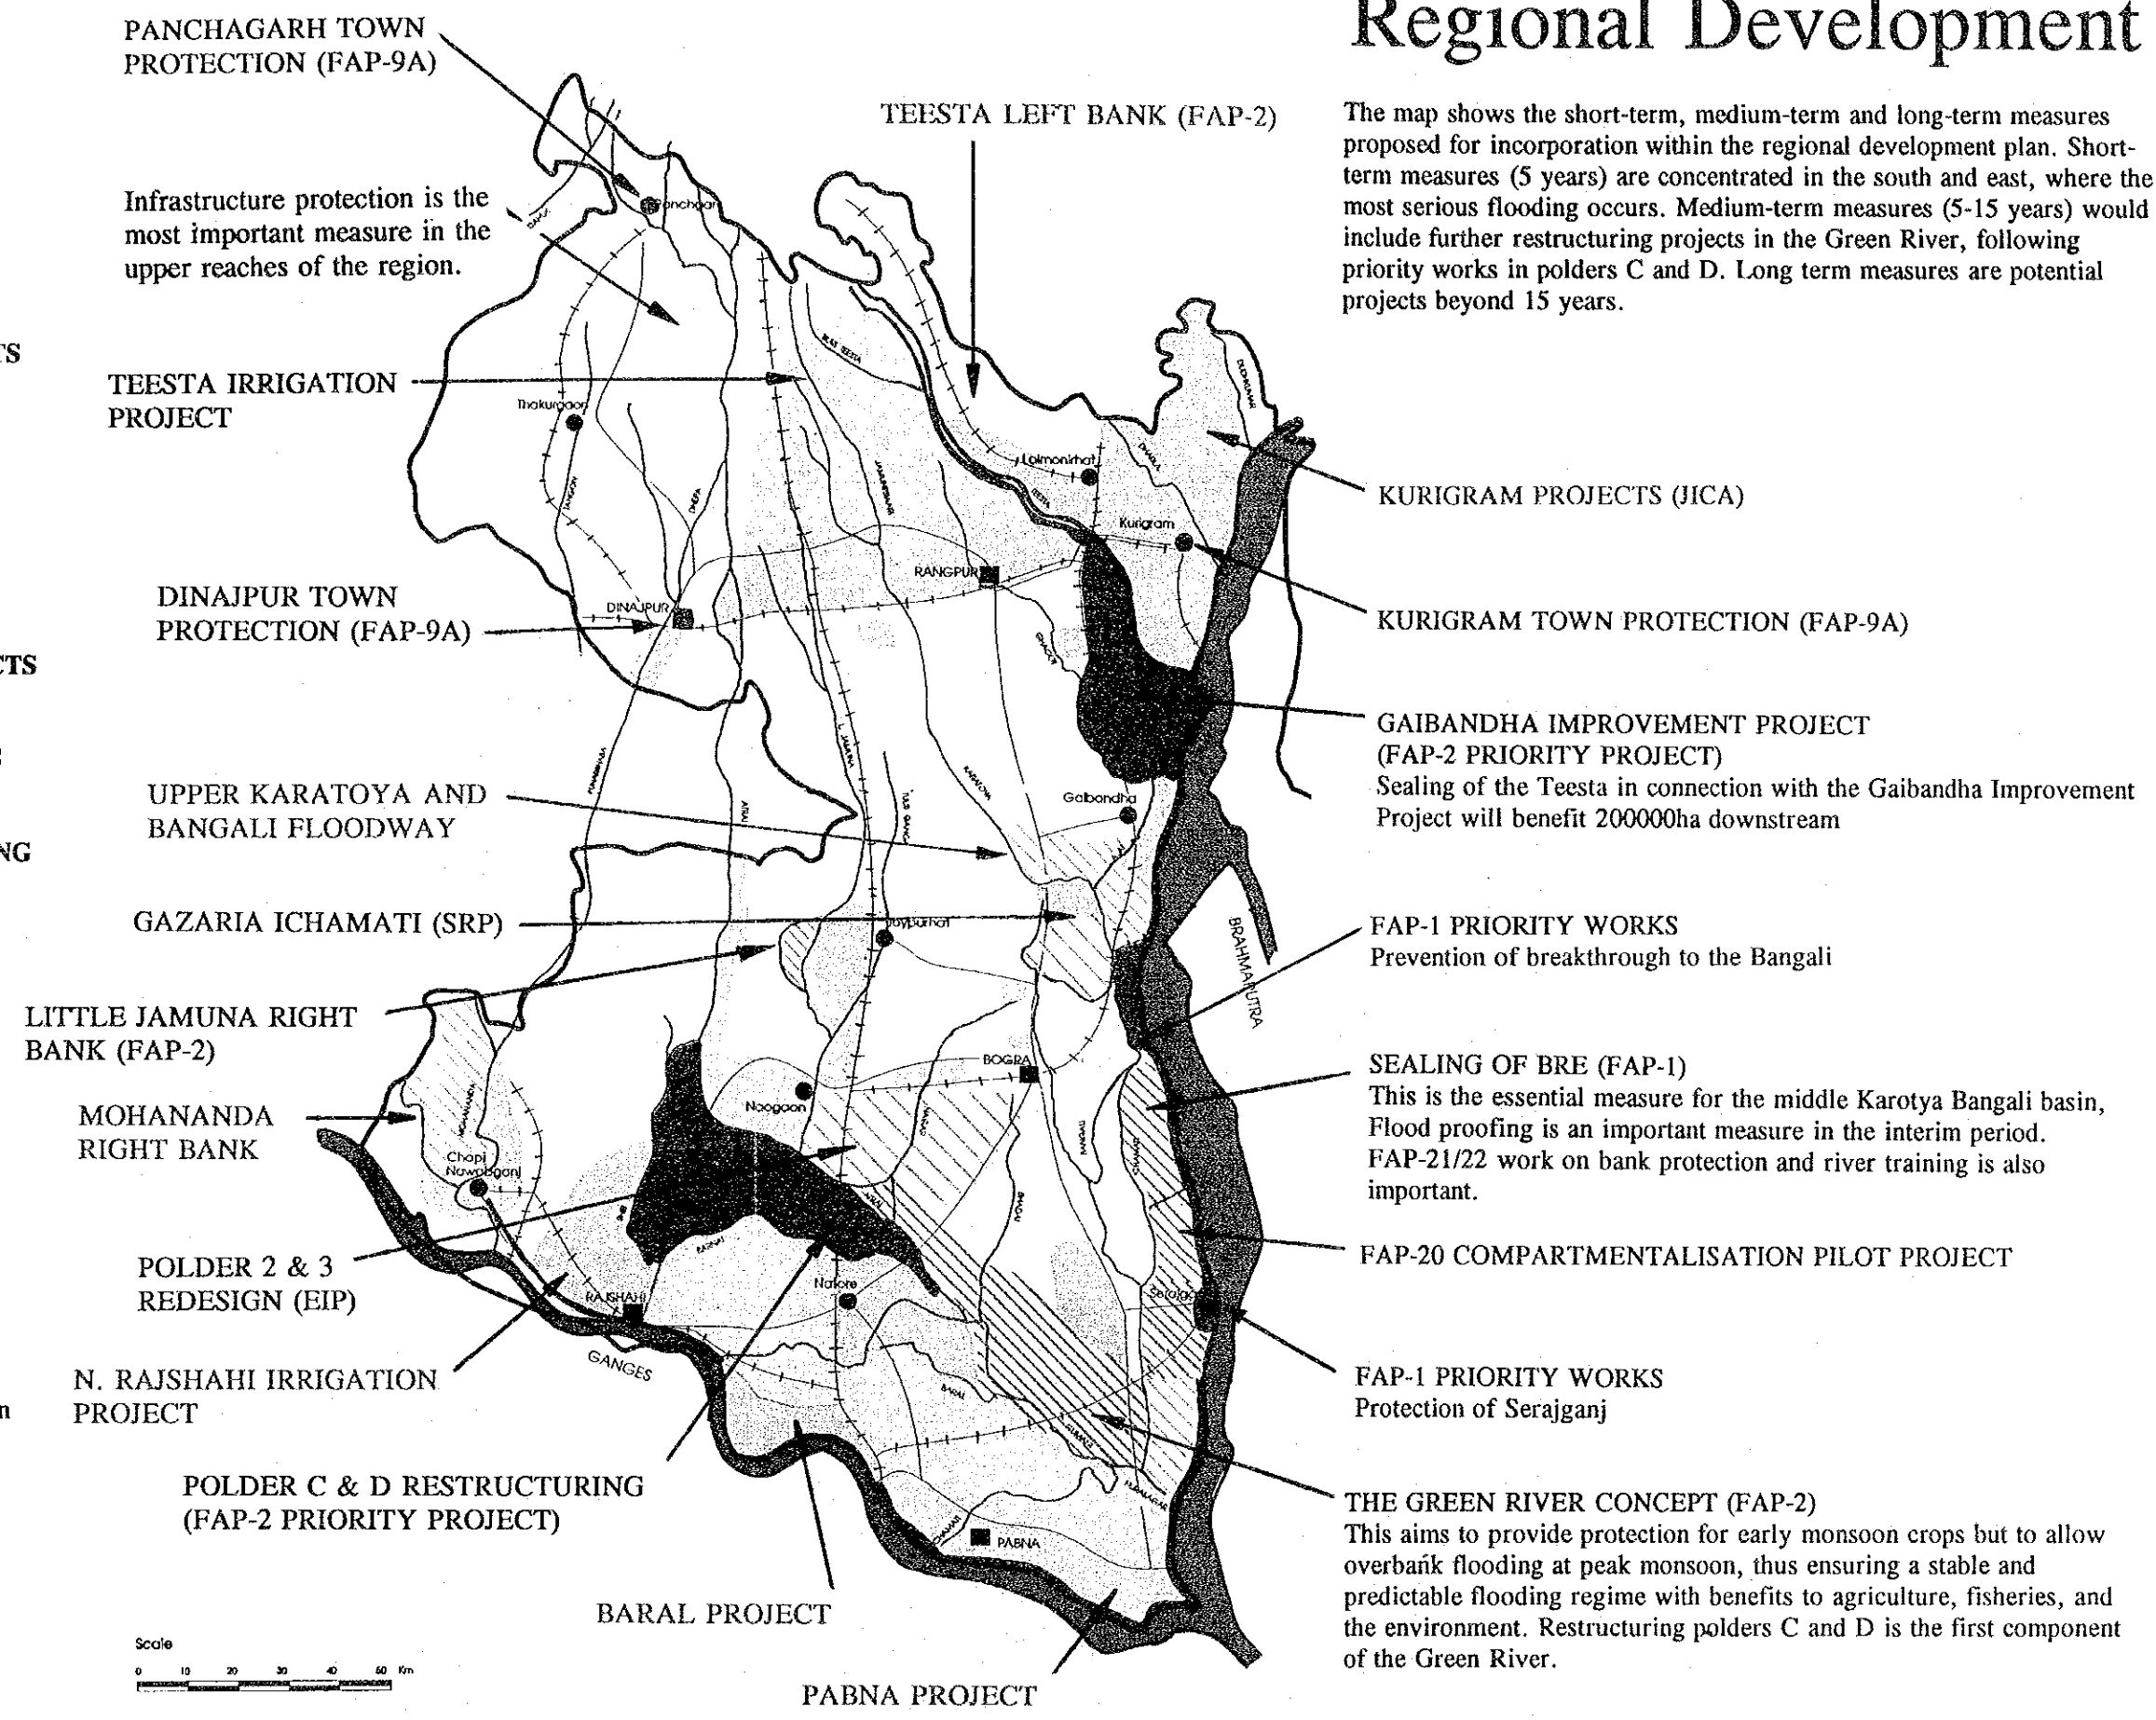 Regional Development
The map shows the short-term, medium-term and long-term measures
proposed for incorporation within the regional development plan. Short-
term measures (5 years) are concentrated in the south and east, where the
most serious flooding occurs. Medium-term measures (5-15 years) would
include further restructuring projects in the Green River, following
priority works in polders C and D. Long term measures are potential
projects beyond 15 years.
PANCHAGARH TOWN
PROTECTION (FAP-9A)
TEESTA LEFT BANK (FAP-2)
Infrastructure protection is the
most important measure in the
upper reaches of the region.
TS
TEESTA IRRIGATION
PROJECT
Thakurgaon
Lalmonirhat
TEESTA
DHARLA
KURIGRAM PROJECTS (JICA)
Kurigram
RANGPUR
DINAJPUR TOWN
PROTECTION (FAP-9A)
DINAJPUR
KURIGRAM TOWN PROTECTION (FAP-9A)
CTS
GAIBANDHA IMPROVEMENT PROJECT
(FAP-2 PRIORITY PROJECT)
Sealing of the Teesta in connection with the Gaibandha Improvement
Project will benefit 200000ha downstream
UPPER KARATOYA AND
BANGALI FLOODWAY
KARATOYA
ATRAI
Gaibandha
NG
GAZARIA ICHAMATI (SRP)
BRAHMAPUTRA
FAP-1 PRIORITY WORKS
Prevention of breakthrough to the Bangali
LITTLE JAMUNA RIGHT
BANK (FAP-2)
BOGRA
Naogaon
SEALING OF BRE (FAP-1)
This is the essential measure for the middle Karotya Bangali basin,
Flood proofing is an important measure in the interim period.
FAP-21/22 work on bank protection and river training is also
important.
MOHANANDA
RIGHT BANK
Chapi
Nawabganj
POLDER 2 & 3
REDESIGN (EIP)
FAP-20 COMPARTMENTALISATION PILOT PROJECT
Natore
RAJSHAHI
GANGES
N. RAJSHAHI IRRIGATION
PROJECT
n
BARAL
FAP-1 PRIORITY WORKS
Protection of Serajganj
POLDER C & D RESTRUCTURING
(FAP-2 PRIORITY PROJECT)
THE GREEN RIVER CONCEPT (FAP-2)
This aims to provide protection for early monsoon crops but to allow
overbank flooding at peak monsoon, thus ensuring a stable and
predictable flooding regime with benefits to agriculture, fisheries, and
the environment. Restructuring polders C and D is the first component
of the Green River.
PABNA
BARAL PROJECT
Scale
0 10 20 30 40 50 Km
PABNA PROJECT